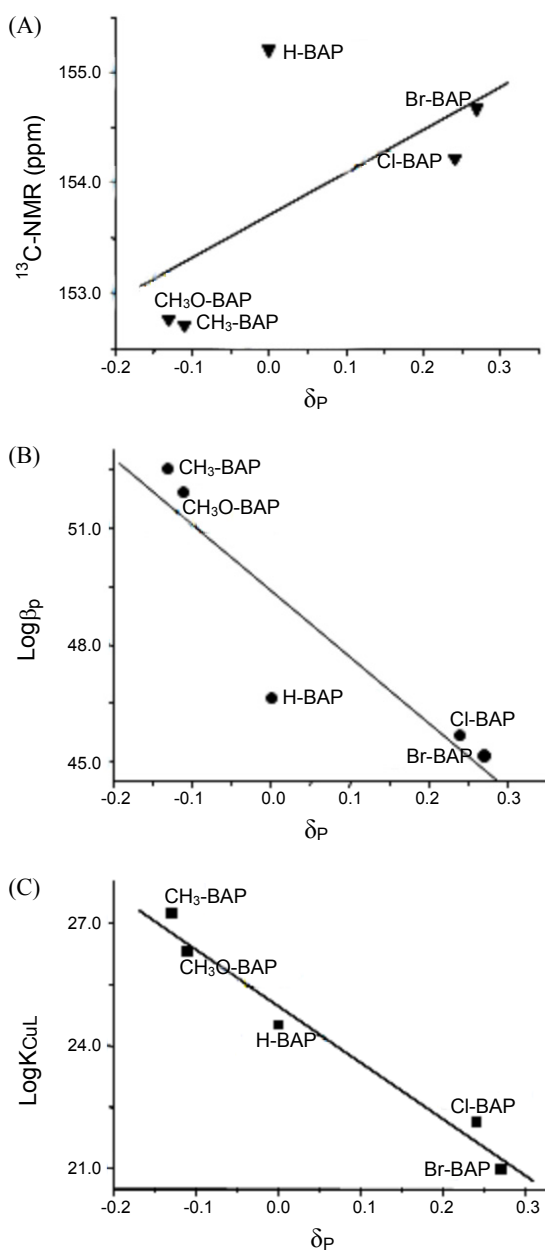 (A)
155.0
154.0
153.0
¹³C-NMR (ppm)
H-BAP
Br-BAP
Cl-BAP
CH₃O-BAP
CH₃-BAP
-0.2 -0.1 0.0 0.1 0.2 0.3
δP
(B)
51.0
48.0
45.0
Logβp
CH₃-BAP
CH₃O-BAP
H-BAP
Cl-BAP
Br-BAP
-0.2 -0.1 0.0 0.1 0.2 0.3
δP
(C)
27.0
24.0
21.0
LogKCuL
CH₃-BAP
CH₃O-BAP
H-BAP
Cl-BAP
Br-BAP
-0.2 -0.1 0.0 0.1 0.2 0.3
δP